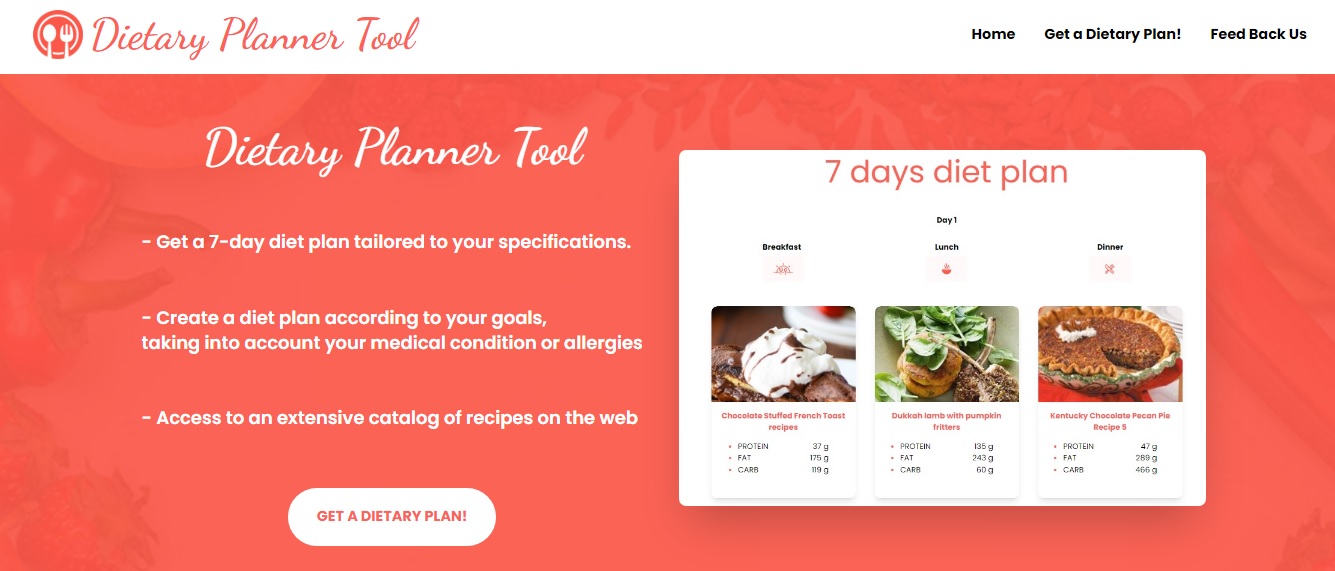 Dietary Planner Tool
Home
Get a Dietary Plan!
Feed Back Us
Dietary Planner Tool
- Get a 7-day diet plan tailored to your specifications.
- Create a diet plan according to your goals,
taking into account your medical condition or allergies
- Access to an extensive catalog of recipes on the web
GET A DIETARY PLAN!
7 days diet plan
Day 1
Breakfast
Lunch
Dinner
Chocolate Stuffed French Toast
recipes
• PROTEIN 37 g
• FAT 175 g
• CARB 119 g
Dukkah lamb with pumpkin
fritters
• PROTEIN 135 g
• FAT 243 g
• CARB 60 g
Kentucky Chocolate Pecan Pie
Recipe 5
• PROTEIN 47 g
• FAT 289 g
• CARB 466 g